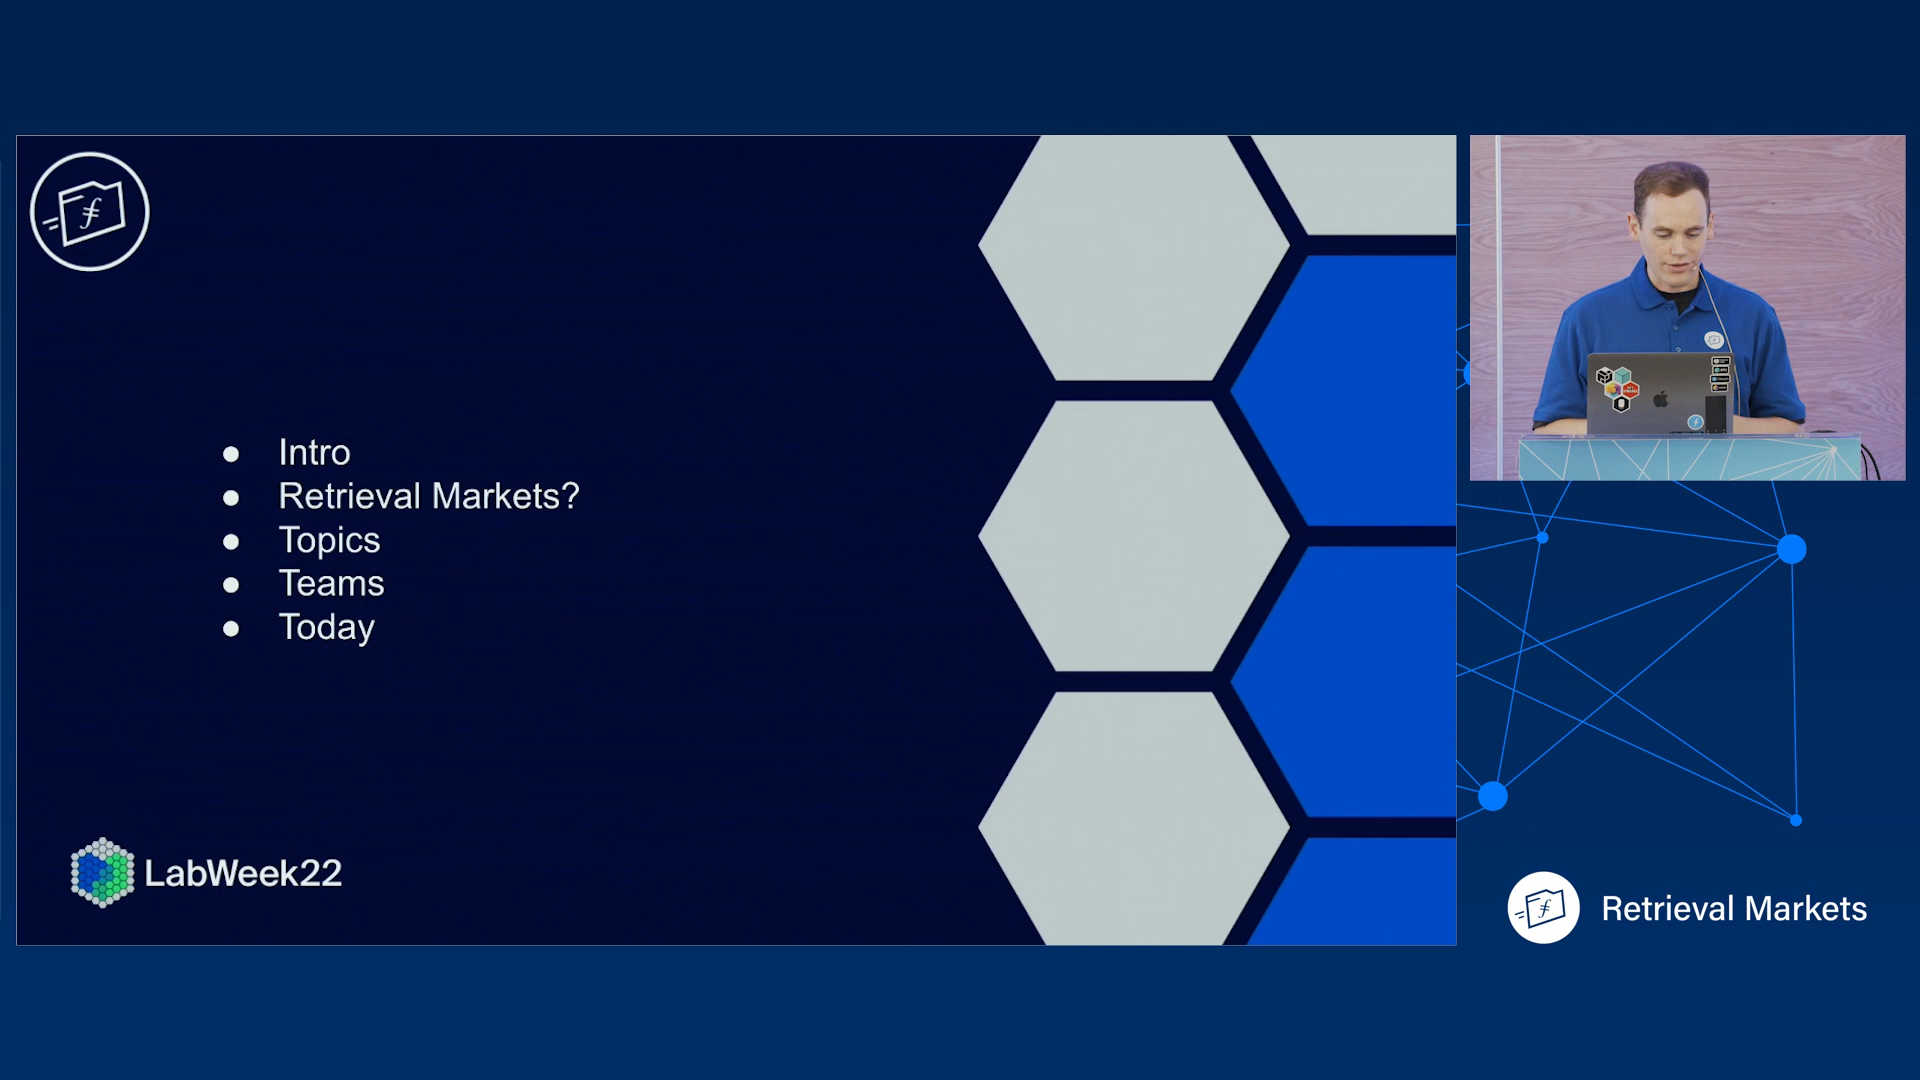 Intro
Retrieval Markets?
Topics
Teams
Today
LabWeek22
Retrieval Markets